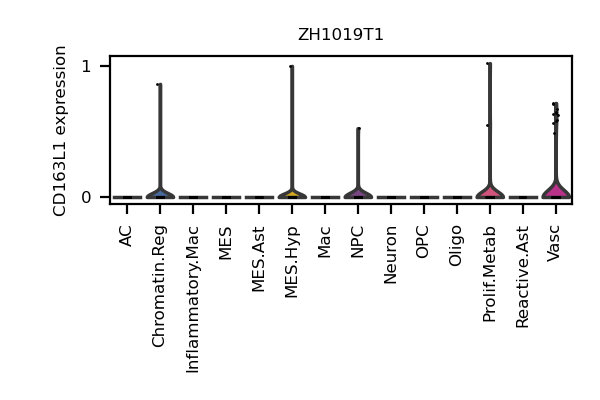 ZH1019T1
CD163L1 expression
1
0
AC
Chromatin.Reg
Inflammatory.Mac
MES
MES.Ast
MES.Hyp
Mac
NPC
Neuron
OPC
Oligo
Prolif.Metab
Reactive.Ast
Vasc